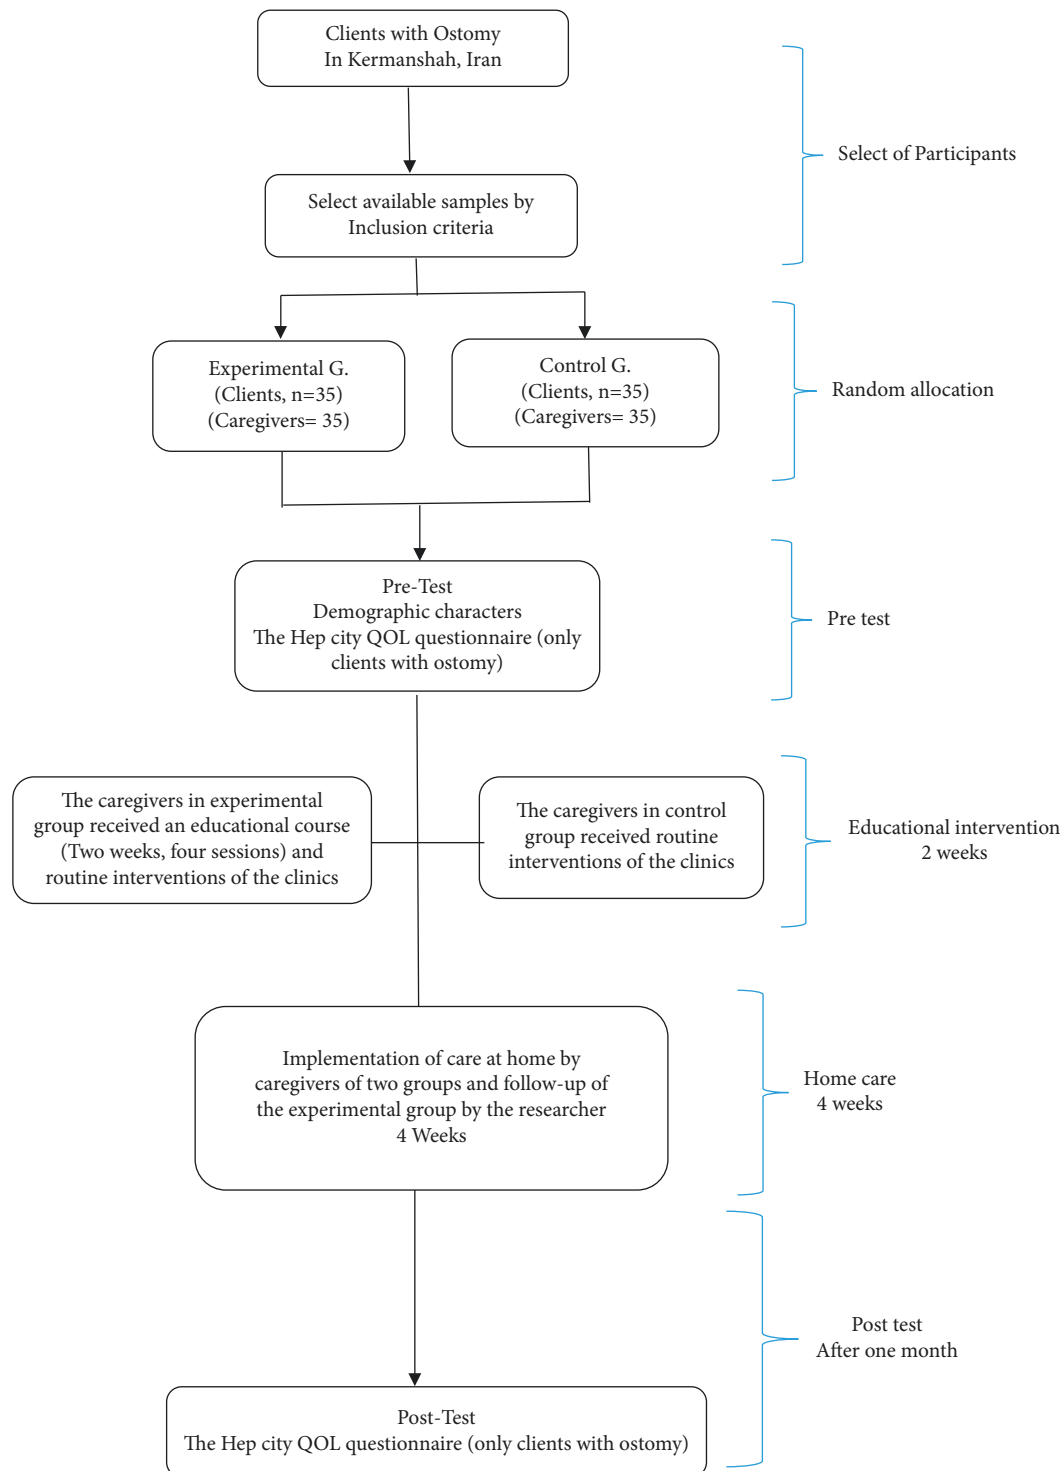 Clients with Ostomy
In Kermanshah, Iran
Select of Participants
Select available samples by
Inclusion criteria
Experimental G.
(Clients, n=35)
(Caregivers= 35)
Control G.
(Clients, n=35)
(Caregivers= 35)
Random allocation
Pre-Test
Demographic characters
The Hep city QOL questionnaire (only
clients with ostomy)
Pre test
The caregivers in experimental
group received an educational course
(Two weeks, four sessions) and
routine interventions of the clinics
The caregivers in control
group received routine
interventions of the clinics
Educational intervention
2 weeks
Implementation of care at home by
caregivers of two groups and follow-up of
the experimental group by the researcher
4 Weeks
Home care
4 weeks
Post test
After one month
Post-Test
The Hep city QOL questionnaire (only clients with ostomy)